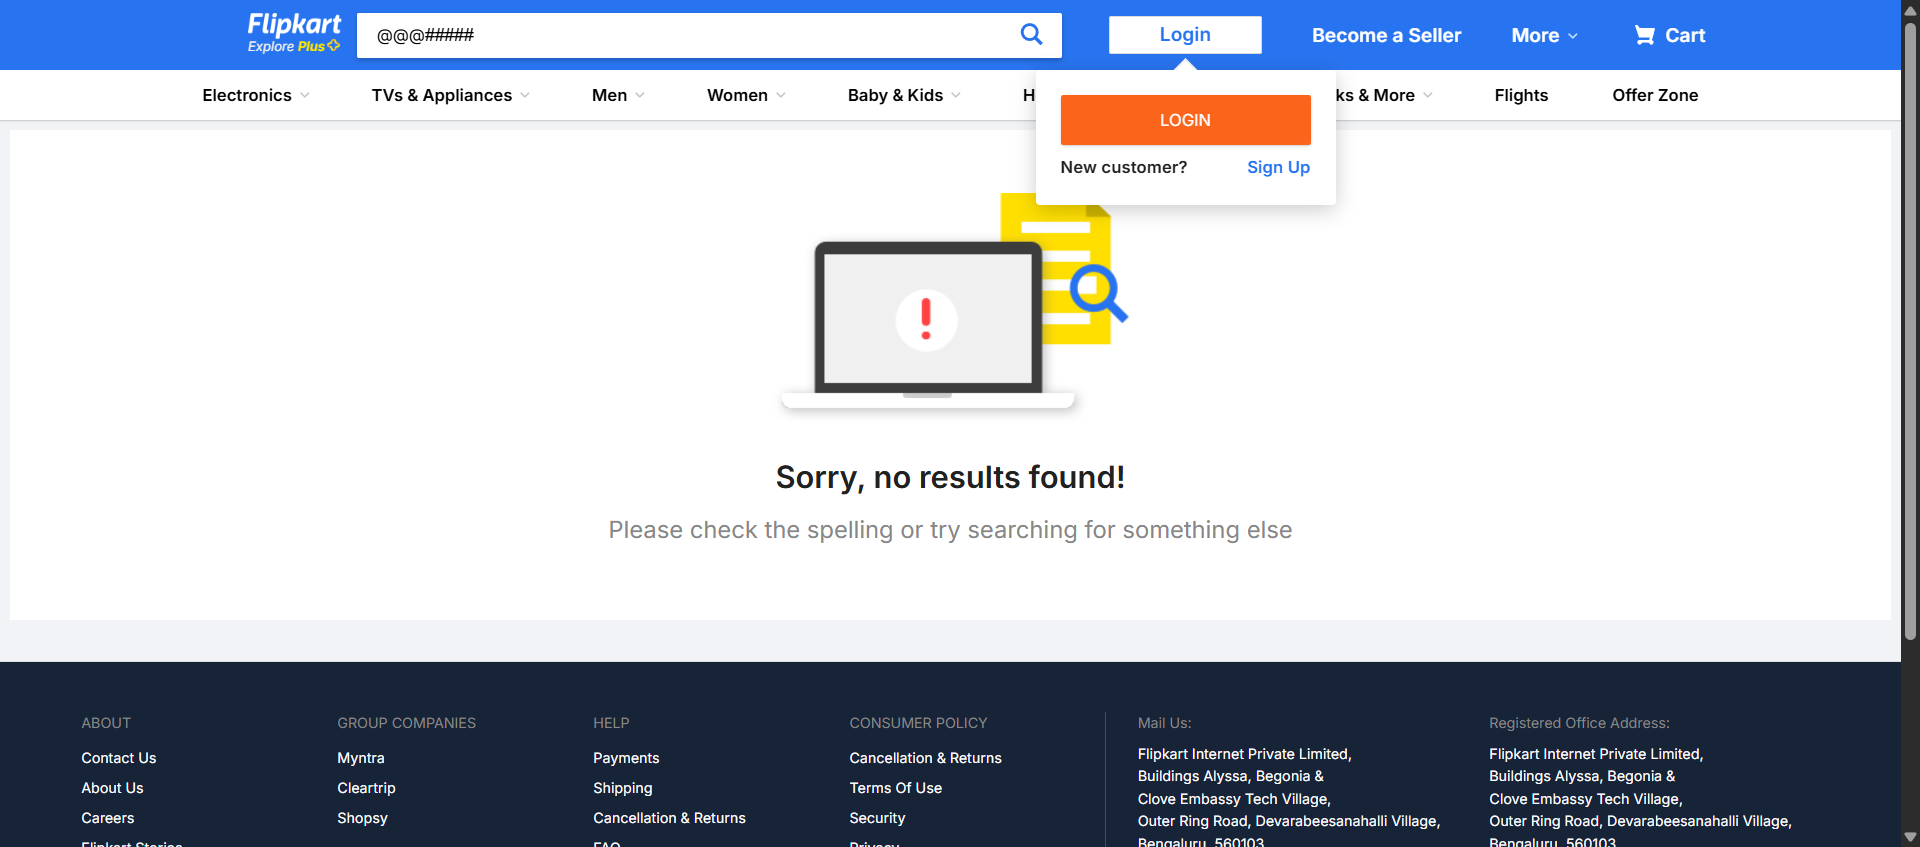 Flipkart
Explore Plus
@@@#####
Login
Become a Seller
More
Cart
Electronics
TVs & Appliances
Men
Women
Baby & Kids
H
ks & More
Flights
Offer Zone
LOGIN
New customer?
Sign Up
Sorry, no results found!
Please check the spelling or try searching for something else
ABOUT
Contact Us
About Us
Careers
Flipkart Stories
GROUP COMPANIES
Myntra
Cleartrip
Shopsy
HELP
Payments
Shipping
Cancellation & Returns
FAQ
CONSUMER POLICY
Cancellation & Returns
Terms Of Use
Security
Privacy
Mail Us:
Flipkart Internet Private Limited,
Buildings Alyssa, Begonia &
Clove Embassy Tech Village,
Outer Ring Road, Devarabeesanahalli Village,
Bengaluru, 560103
Registered Office Address:
Flipkart Internet Private Limited,
Buildings Alyssa, Begonia &
Clove Embassy Tech Village,
Outer Ring Road, Devarabeesanahalli Village,
Bengaluru, 560103